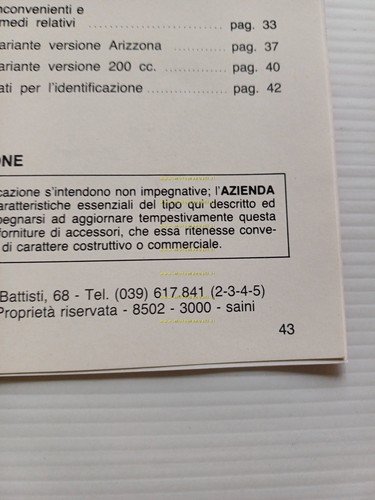 nconvenienti e
medi relativi ........................ pag. 33
ariante versione Arizzona ........ pag. 37
ariante versione 200 cc. .......... pag. 40
ati per l'identificazione ............. pag. 42
ONE
cazione s'intendono non impegnative; l'AZIENDA
aratteristiche essenziali del tipo qui descritto ed
pegnarsi ad aggiornare tempestivamente questa
forniture di accessori, che essa ritenesse conve-
di carattere costruttivo o commerciale.
Battisti, 68 - Tel. (039) 617.841 (2-3-4-5)
Proprietà riservata - 8502 - 3000 - saini
43